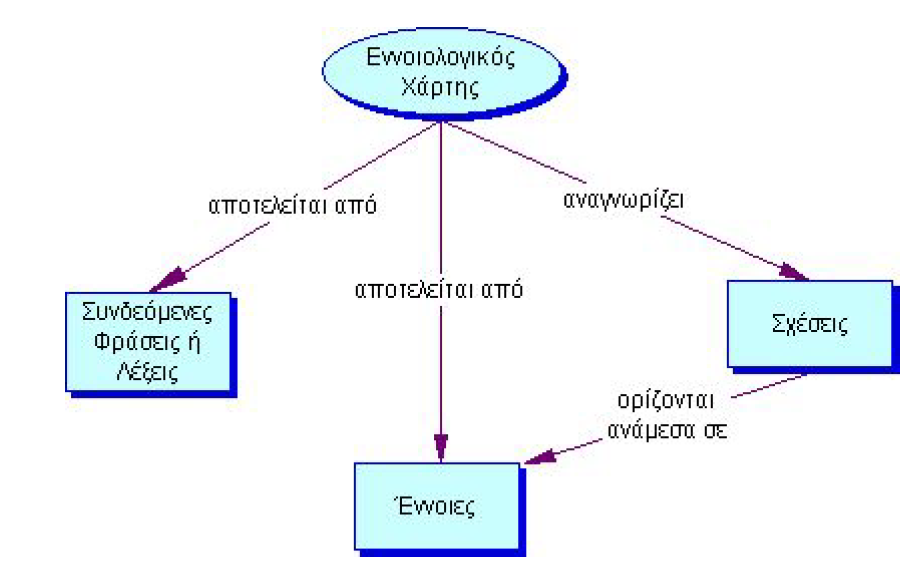 Εννοιολογικός
Χάρτης
αποτελείται από
αναγνωρίζει
αποτελείται από
Συνδεόμενες
Φράσεις ή
Λέξεις
Σχέσεις
ορίζονται
ανάμεσα σε
Έννοιες